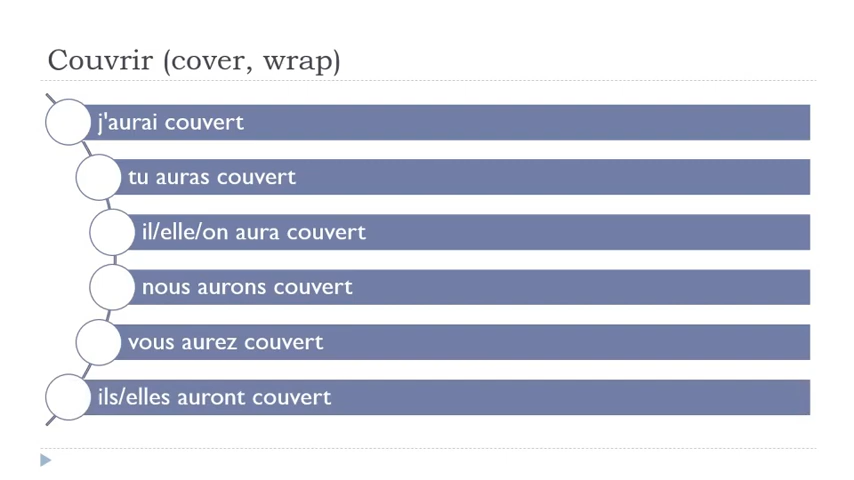 Couvrir (cover, wrap)
j'aurai couvert
tu auras couvert
il/elle/on aura couvert
nous aurons couvert
vous aurez couvert
ils/elles auront couvert